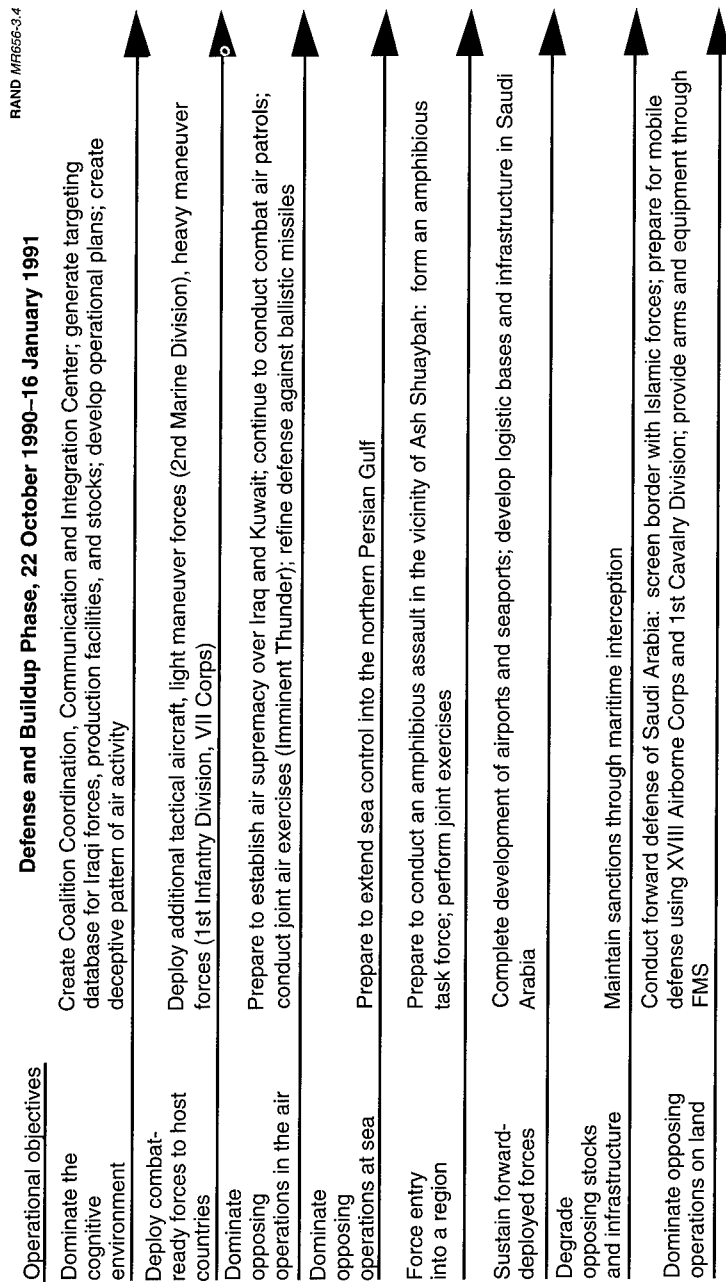 RAND MR656-3.4
Defense and Buildup Phase, 22 October 1990–16 January 1991
Operational objectives
Dominate the
cognitive
environment
Create Coalition Coordination, Communication and Integration Center; generate targeting
database for Iraqi forces, production facilities, and stocks; develop operational plans; create
deceptive pattern of air activity
Deploy combat-
ready forces to host
countries
Deploy additional tactical aircraft, light maneuver forces (2nd Marine Division), heavy maneuver
forces (1st Infantry Division, VII Corps)
Dominate
opposing
operations in the air
Prepare to establish air supremacy over Iraq and Kuwait; continue to conduct combat air patrols;
conduct joint air exercises (Imminent Thunder); refine defense against ballistic missiles
Dominate
opposing
operations at sea
Prepare to extend sea control into the northern Persian Gulf
Force entry
into a region
Prepare to conduct an amphibious assault in the vicinity of Ash Shuaybah: form an amphibious
task force; perform joint exercises
Sustain forward-
deployed forces
Complete development of airports and seaports; develop logistic bases and infrastructure in Saudi
Arabia
Degrade
opposing stocks
and infrastructure
Maintain sanctions through maritime interception
Dominate opposing
operations on land
Conduct forward defense of Saudi Arabia: screen border with Islamic forces; prepare for mobile
defense using XVIII Airborne Corps and 1st Cavalry Division; provide arms and equipment through
FMS